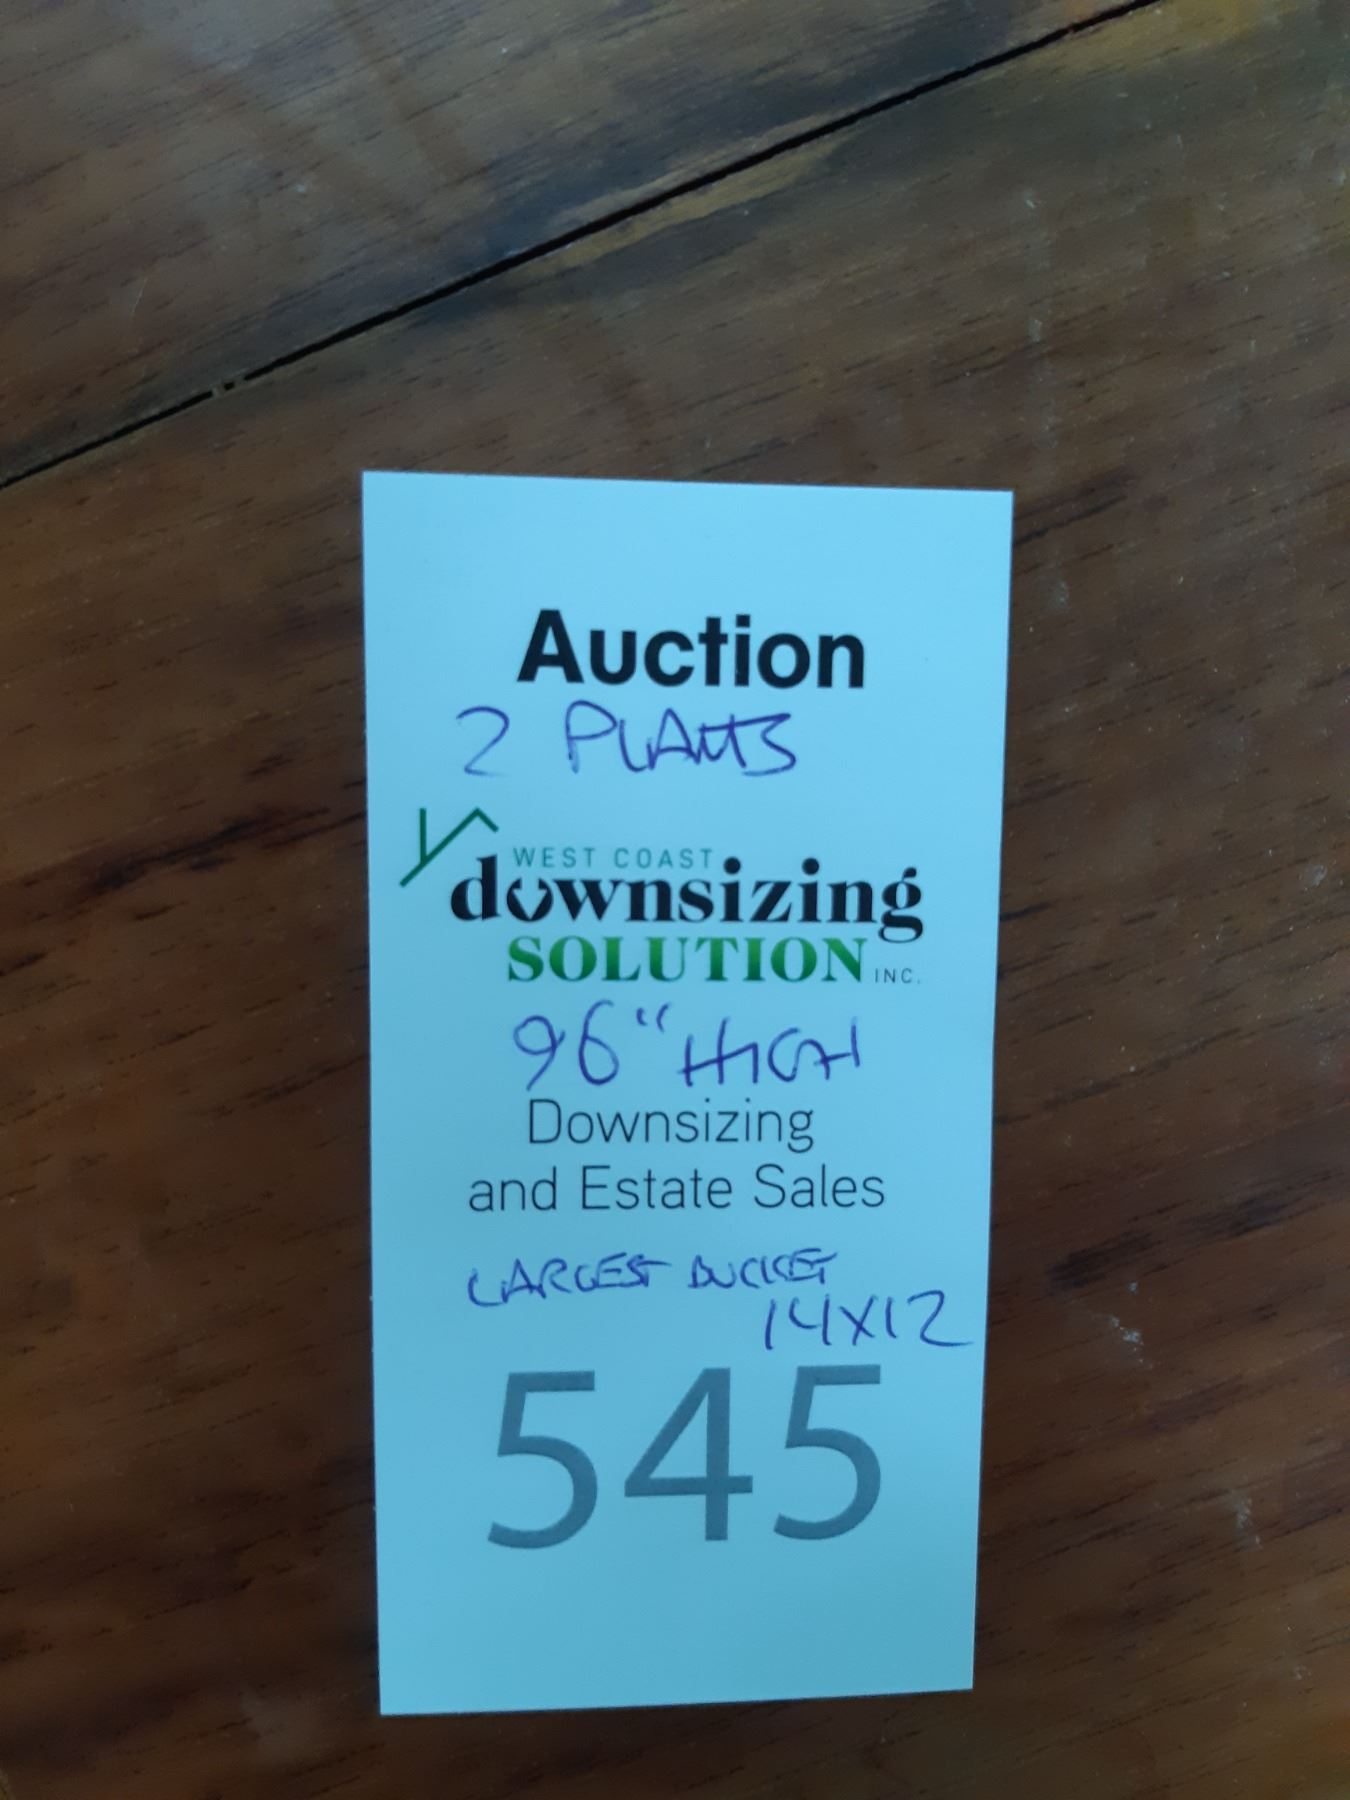 Auction
2 PLANTS
WEST COAST
downsizing
SOLUTION INC.
96" HIGH
Downsizing
and Estate Sales
LARGEST BUCKET
14X12
545